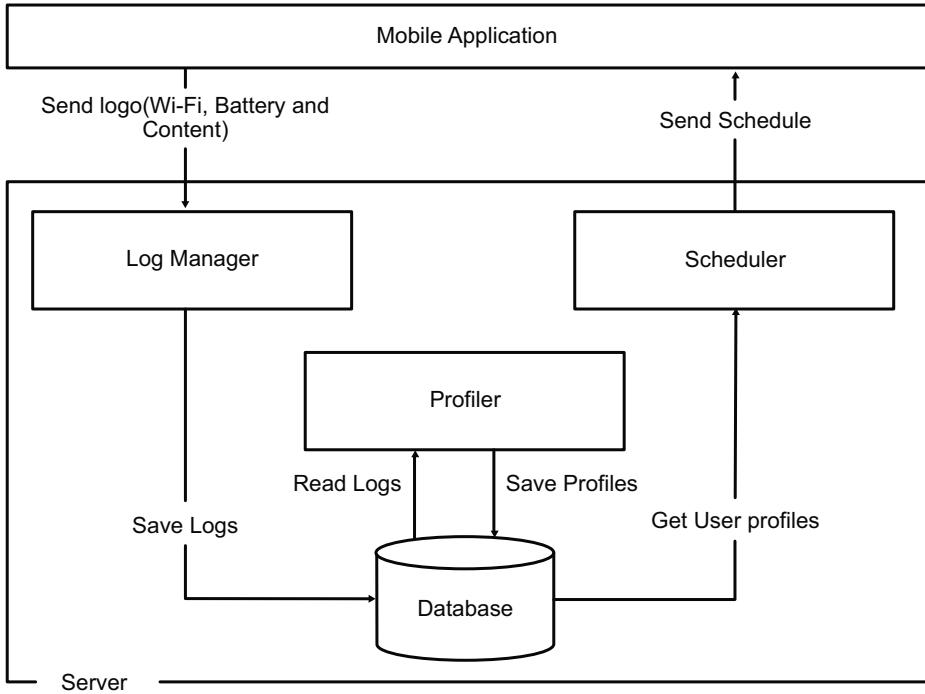 Mobile Application
Send logo(Wi-Fi, Battery and
Content)
Send Schedule
Log Manager
Scheduler
Profiler
Read Logs
Save Profiles
Save Logs
Get User profiles
Database
Server